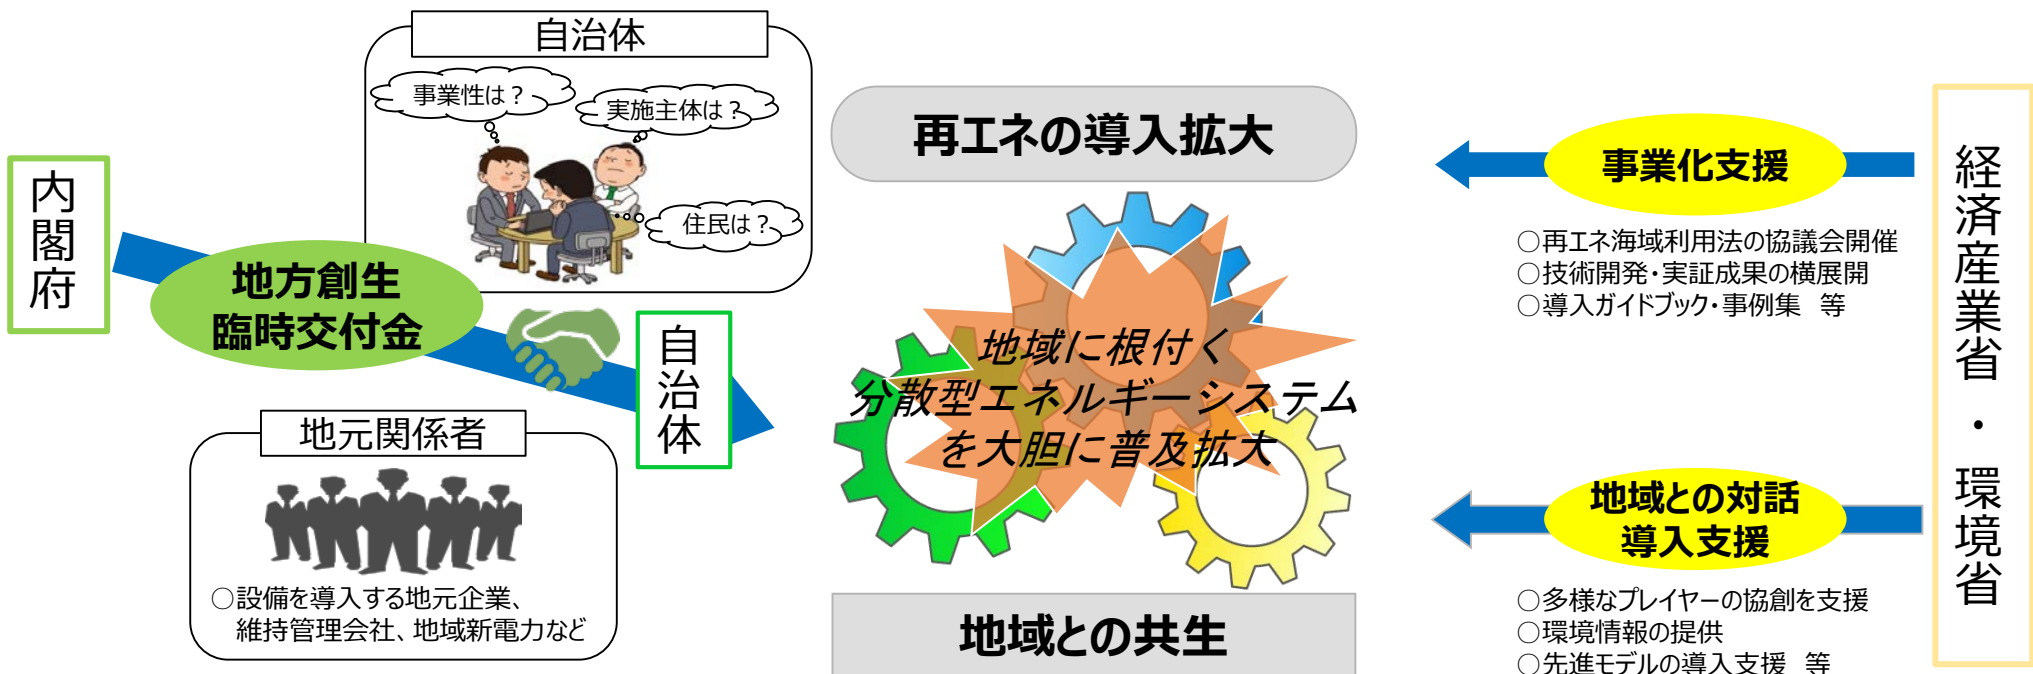 内閣府
地方創生
臨時交付金
自治体
事業性は？
実施主体は？
住民は？
自治体
地元関係者
○設備を導入する地元企業、
維持管理会社、地域新電力など
再エネの導入拡大
地域に根付く
分散型エネルギーシステム
を大胆に普及拡大
地域との共生
事業化支援
○再エネ海域利用法の協議会開催
○技術開発・実証成果の横展開
○導入ガイドブック・事例集　等
地域との対話
導入支援
○多様なプレイヤーの協創を支援
○環境情報の提供
○先進モデルの導入支援　等
経済産業省・環境省